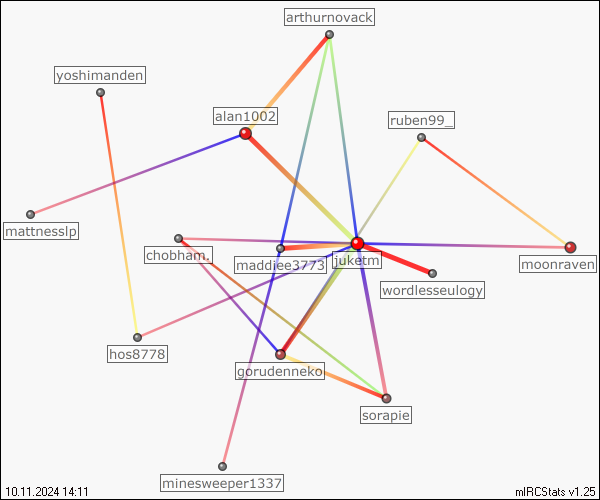 arthurnovack
yoshimanden
alan1002
ruben99_
mattnesslp
chobham.
maddiee3773
juketm
moonraven
wordlesseulogy
hos8778
gorudenneko
sorapie
minesweeper1337
10.11.2024 14:11
mIRCStats v1.25